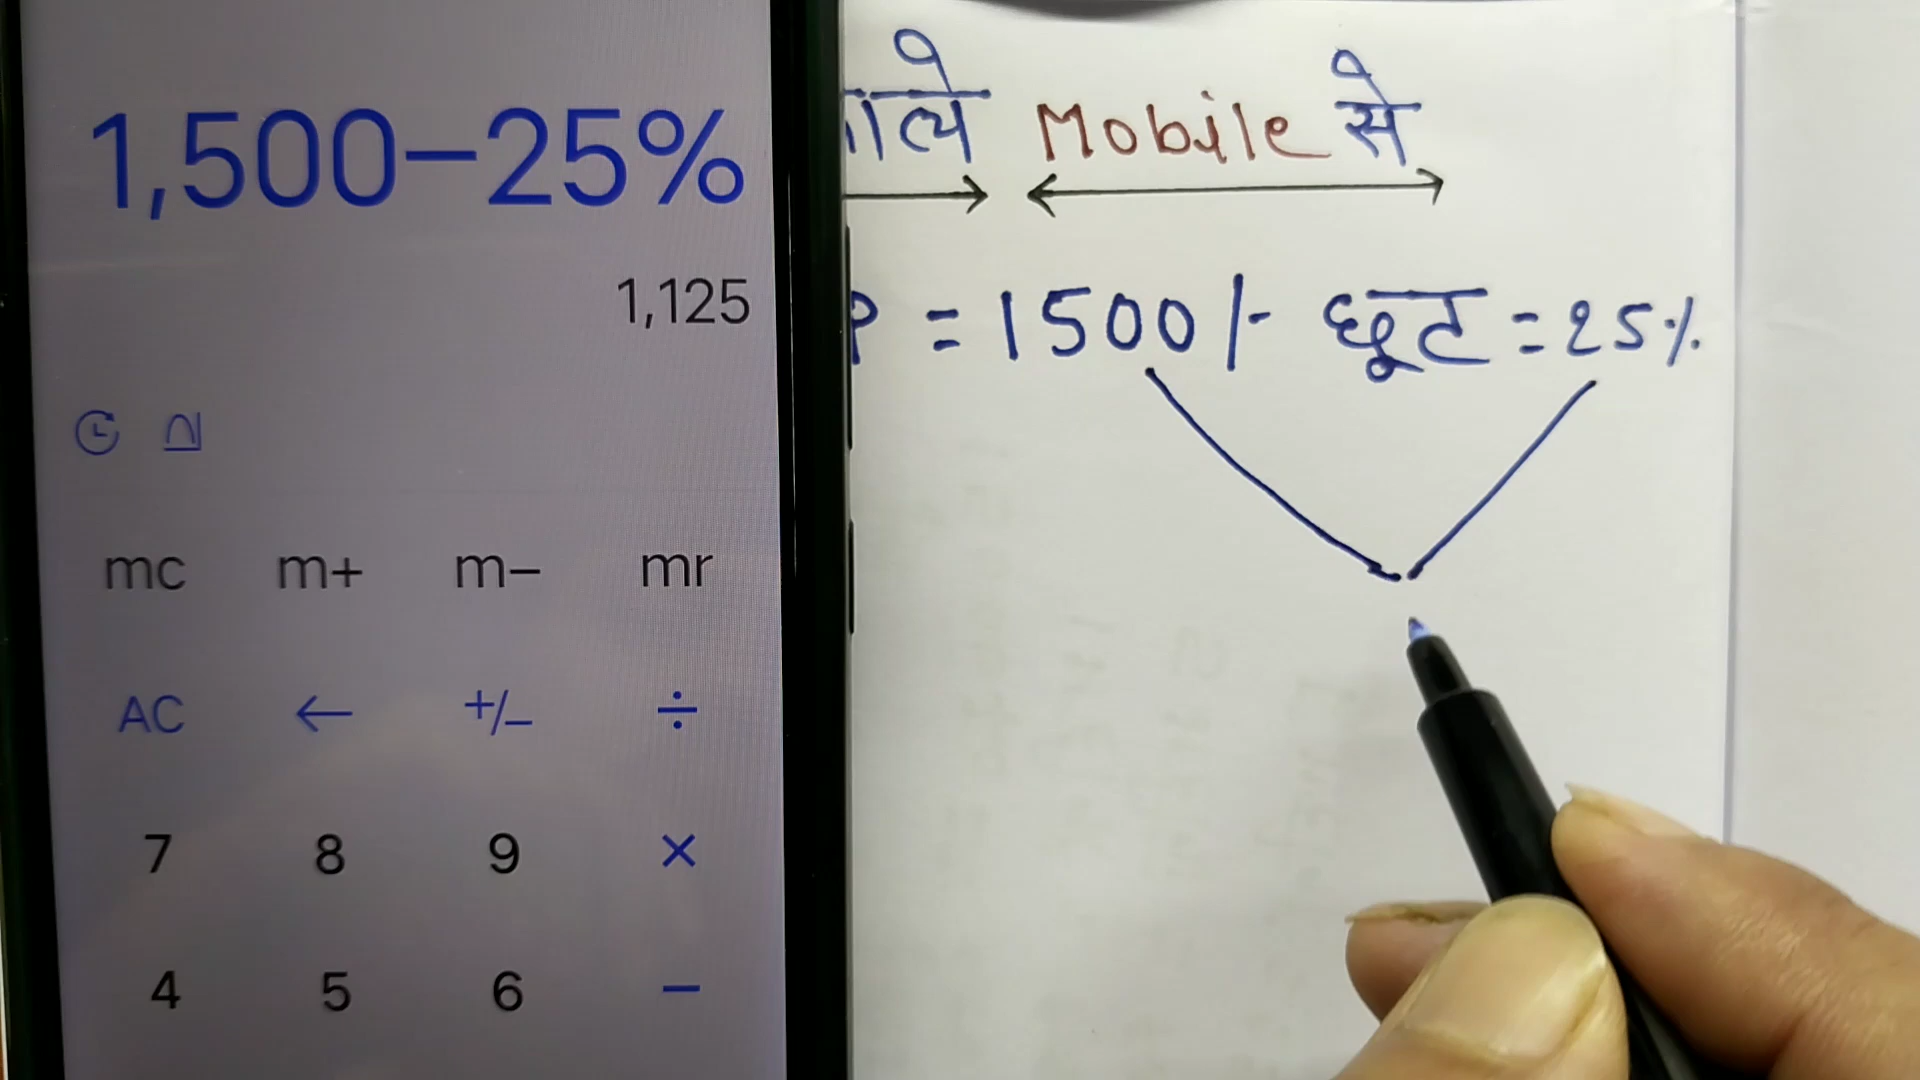 1,500−25%
1,125
mc m+ m− mr
AC ← +/− ÷
7 8 9 ×
4 5 6 −
Mobile से
P = 1500/- छूट = 25%